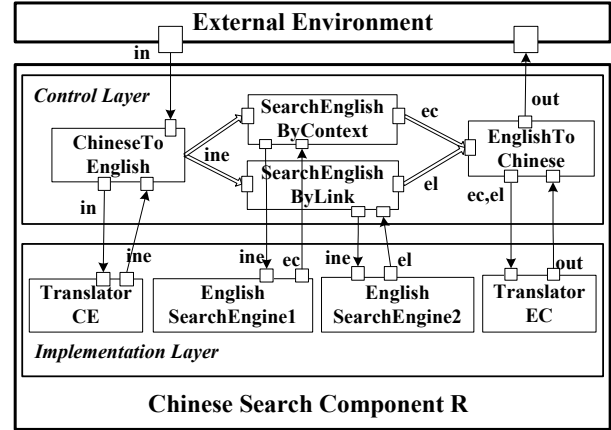 External Environment
in
Control Layer
SearchEnglish
ByContext
ec
out
ChineseTo
English
ine
EnglishTo
Chinese
SearchEnglish
ByLink
el
in
ine
ec,el
ine
ec
ine
el
out
Translator
CE
English
SearchEngine1
English
SearchEngine2
Translator
EC
Implementation Layer
Chinese Search Component R